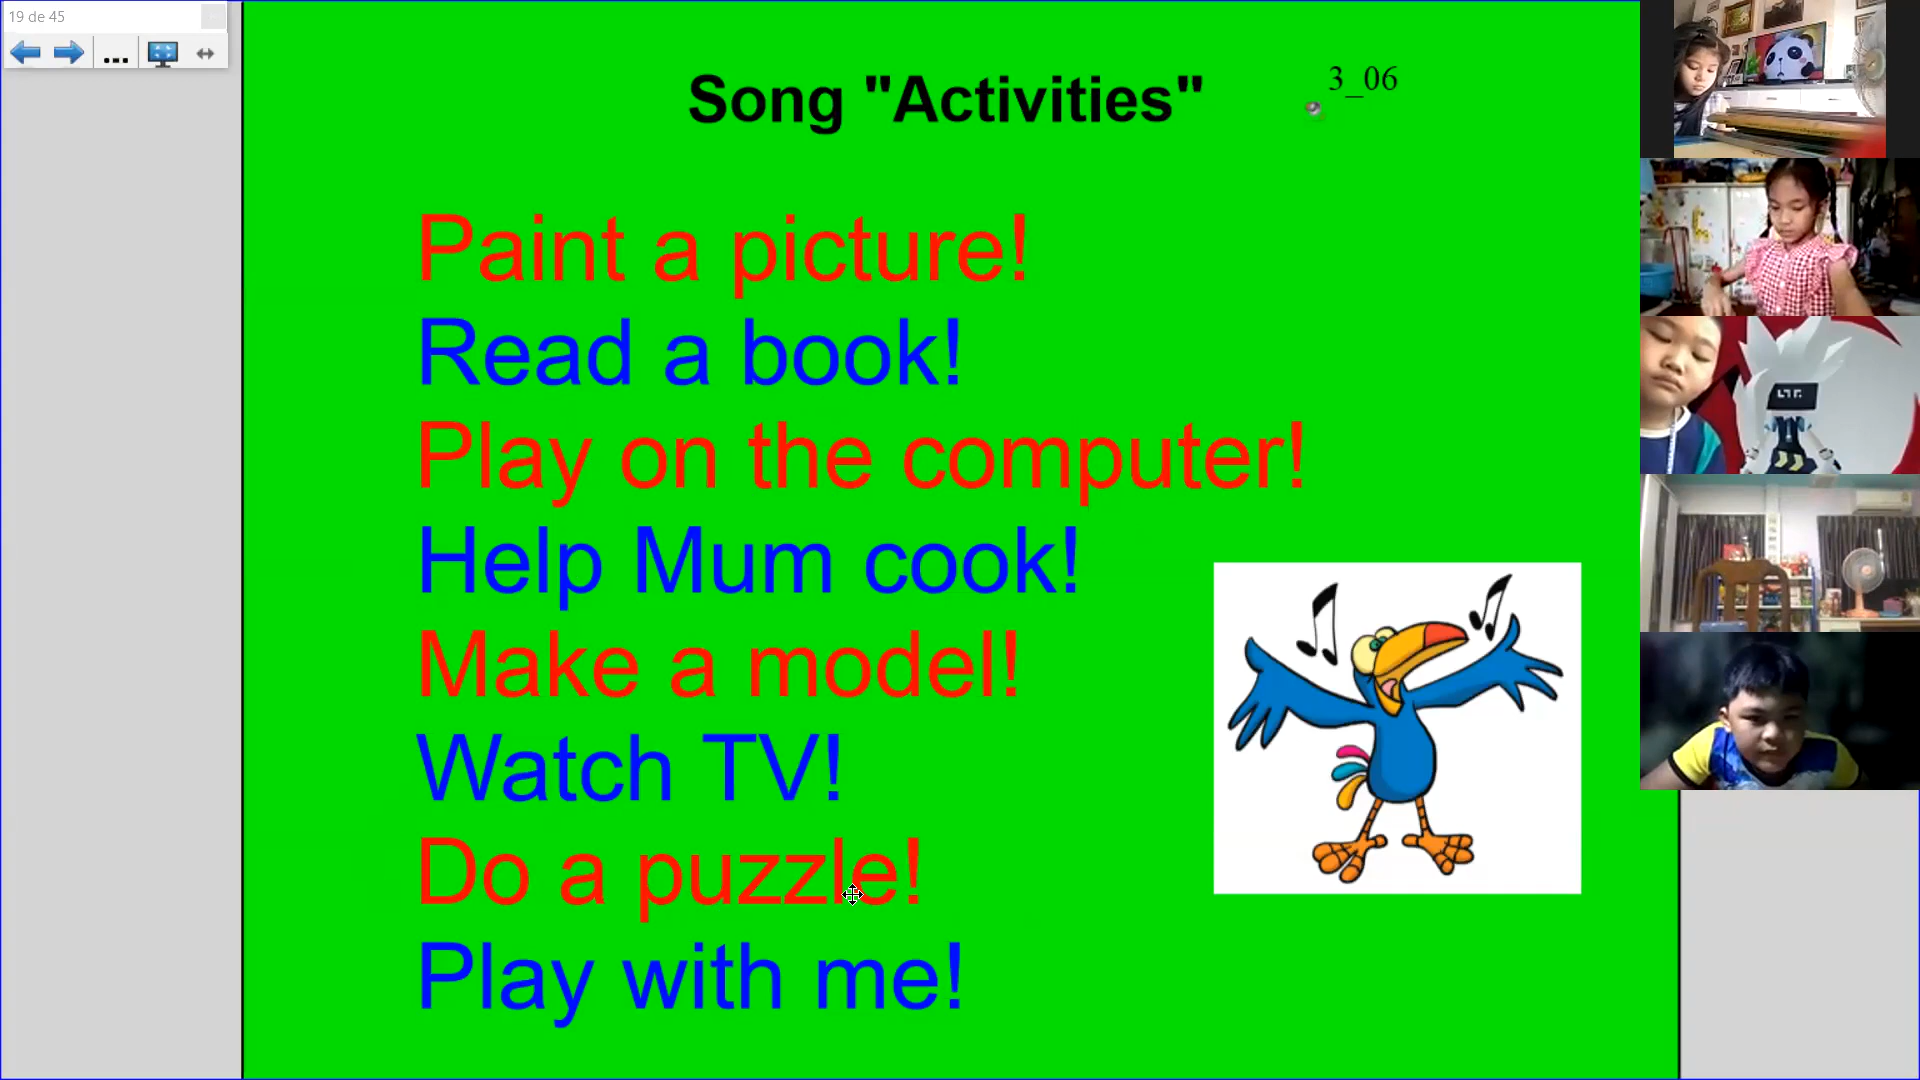 19 de 45
...
Song "Activities"
3_06
Paint a picture!
Read a book!
Play on the computer!
Help Mum cook!
Make a model!
Watch TV!
Do a puzzle!
Play with me!